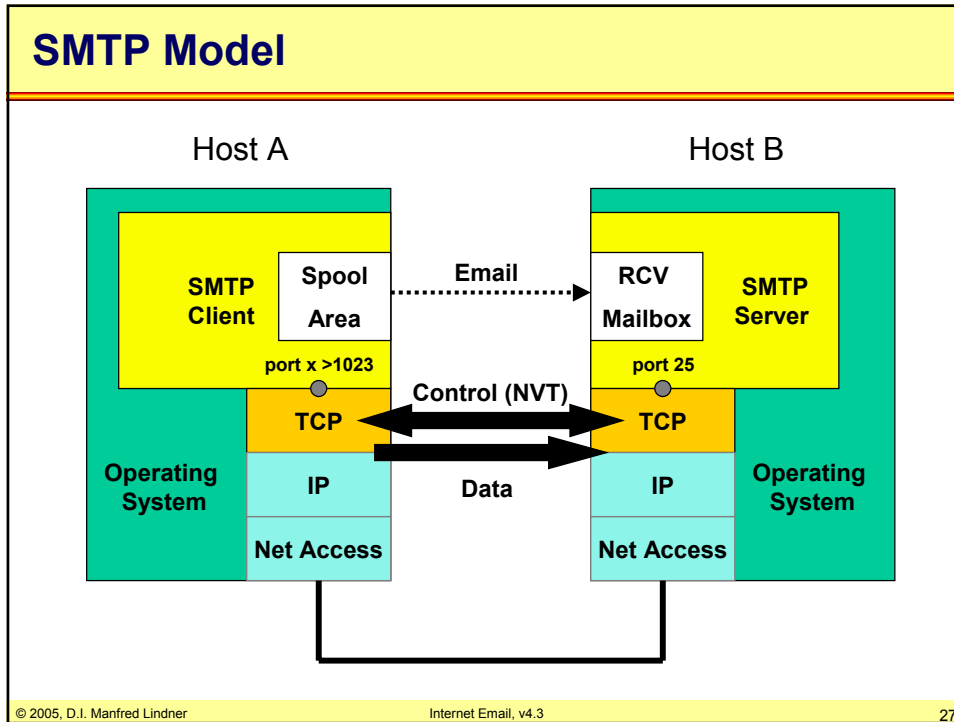 SMTP Model
Host A
Host B
SMTP
Client
Spool
Area
Email
RCV
Mailbox
SMTP
Server
port x >1023
port 25
Control (NVT)
TCP
TCP
Operating
System
IP
Data
IP
Operating
System
Net Access
Net Access
© 2005, D.I. Manfred Lindner
Internet Email, v4.3
27